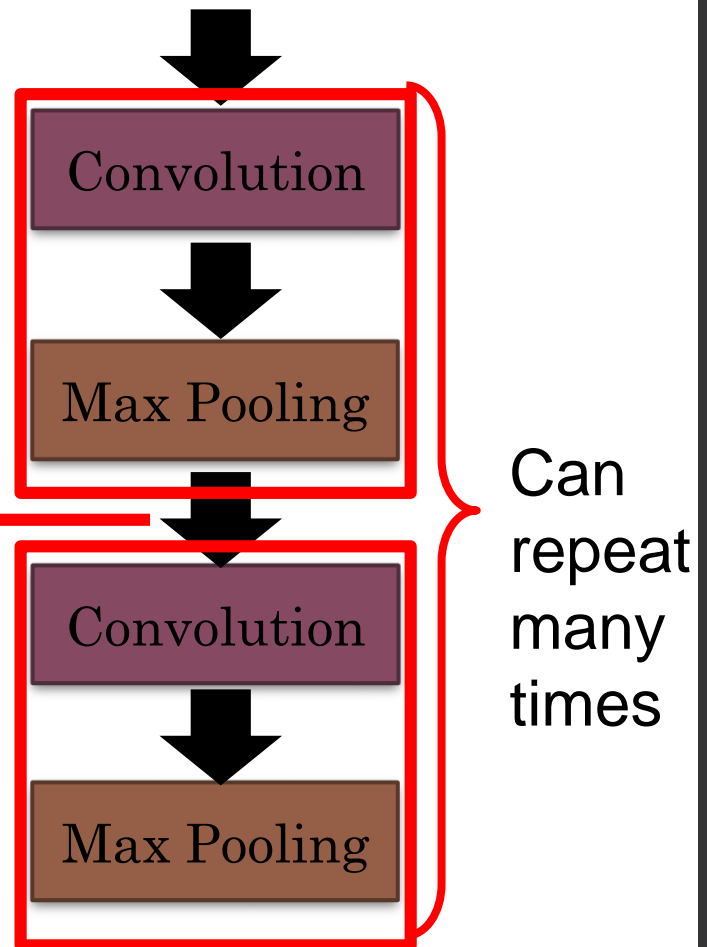 Convolution
Max Pooling
Convolution
Max Pooling
Can
repeat
many
times